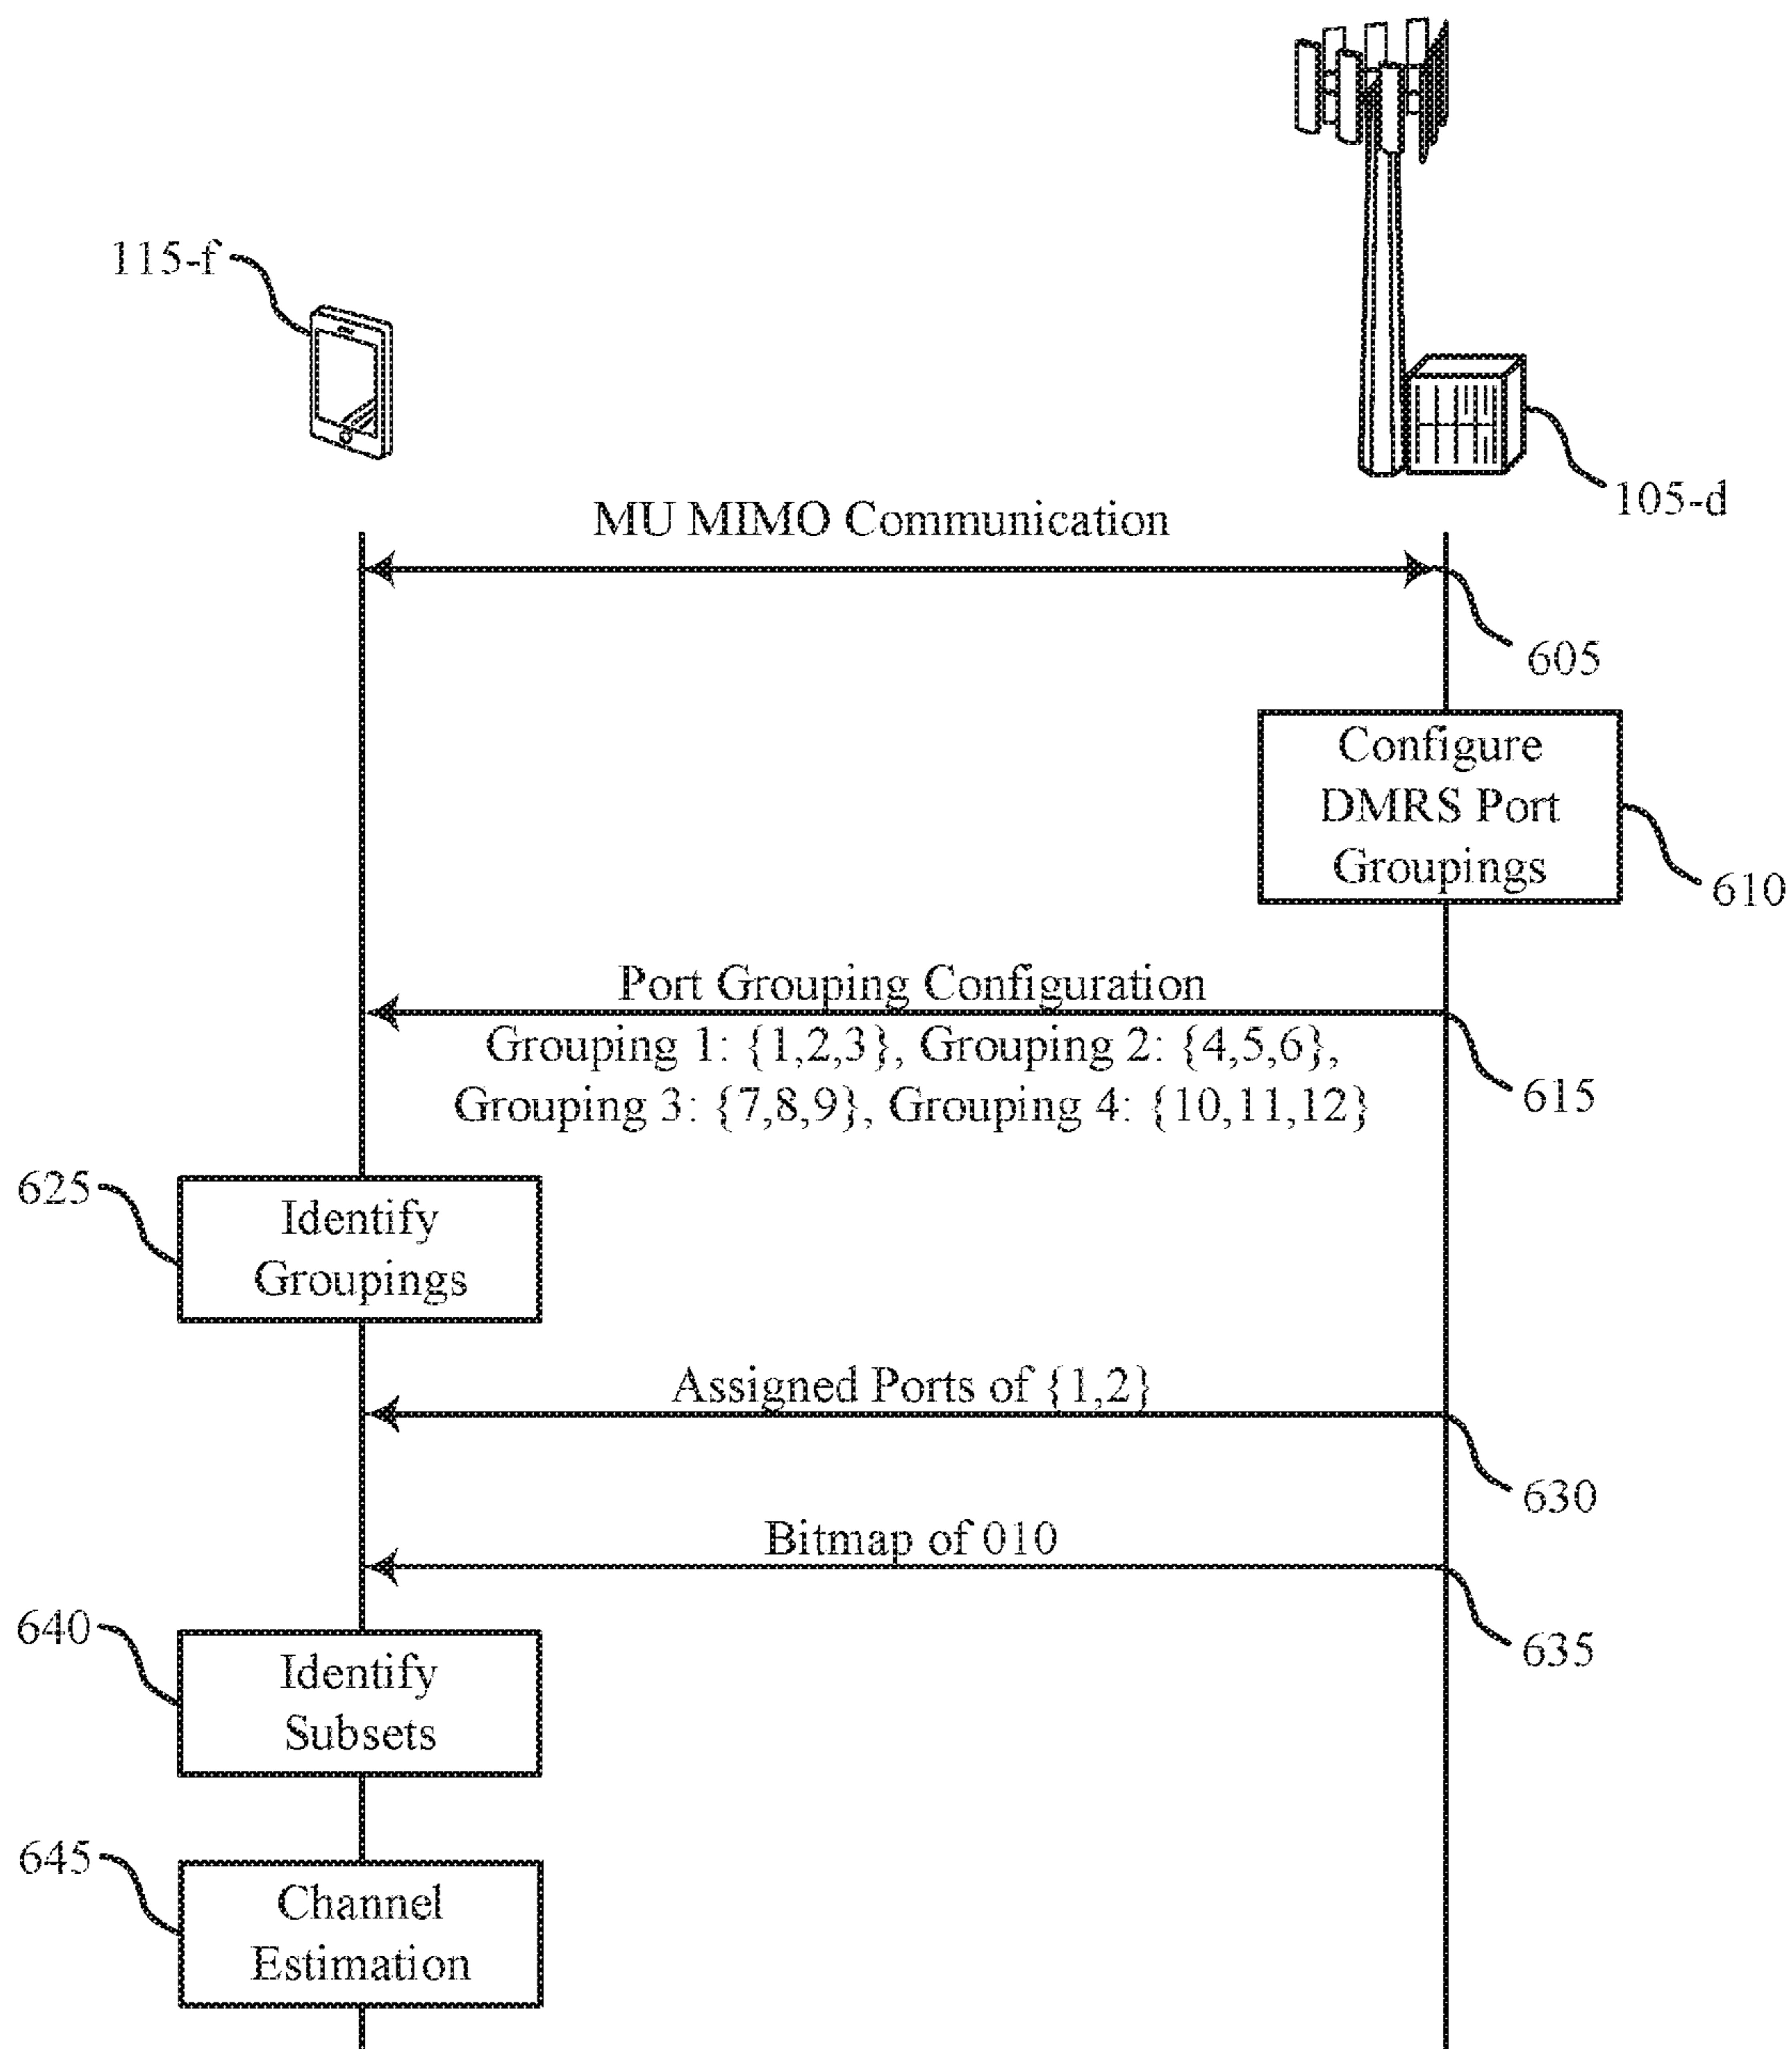 115-f
105-d
MU MIMO Communication
605
Configure
DMRS Port
Groupings
610
Port Grouping Configuration
Grouping 1: {1,2,3}, Grouping 2: {4,5,6},
Grouping 3: {7,8,9}, Grouping 4: {10,11,12}
615
625
Identify
Groupings
Assigned Ports of {1,2}
630
Bitmap of 010
635
640
Identify
Subsets
645
Channel
Estimation